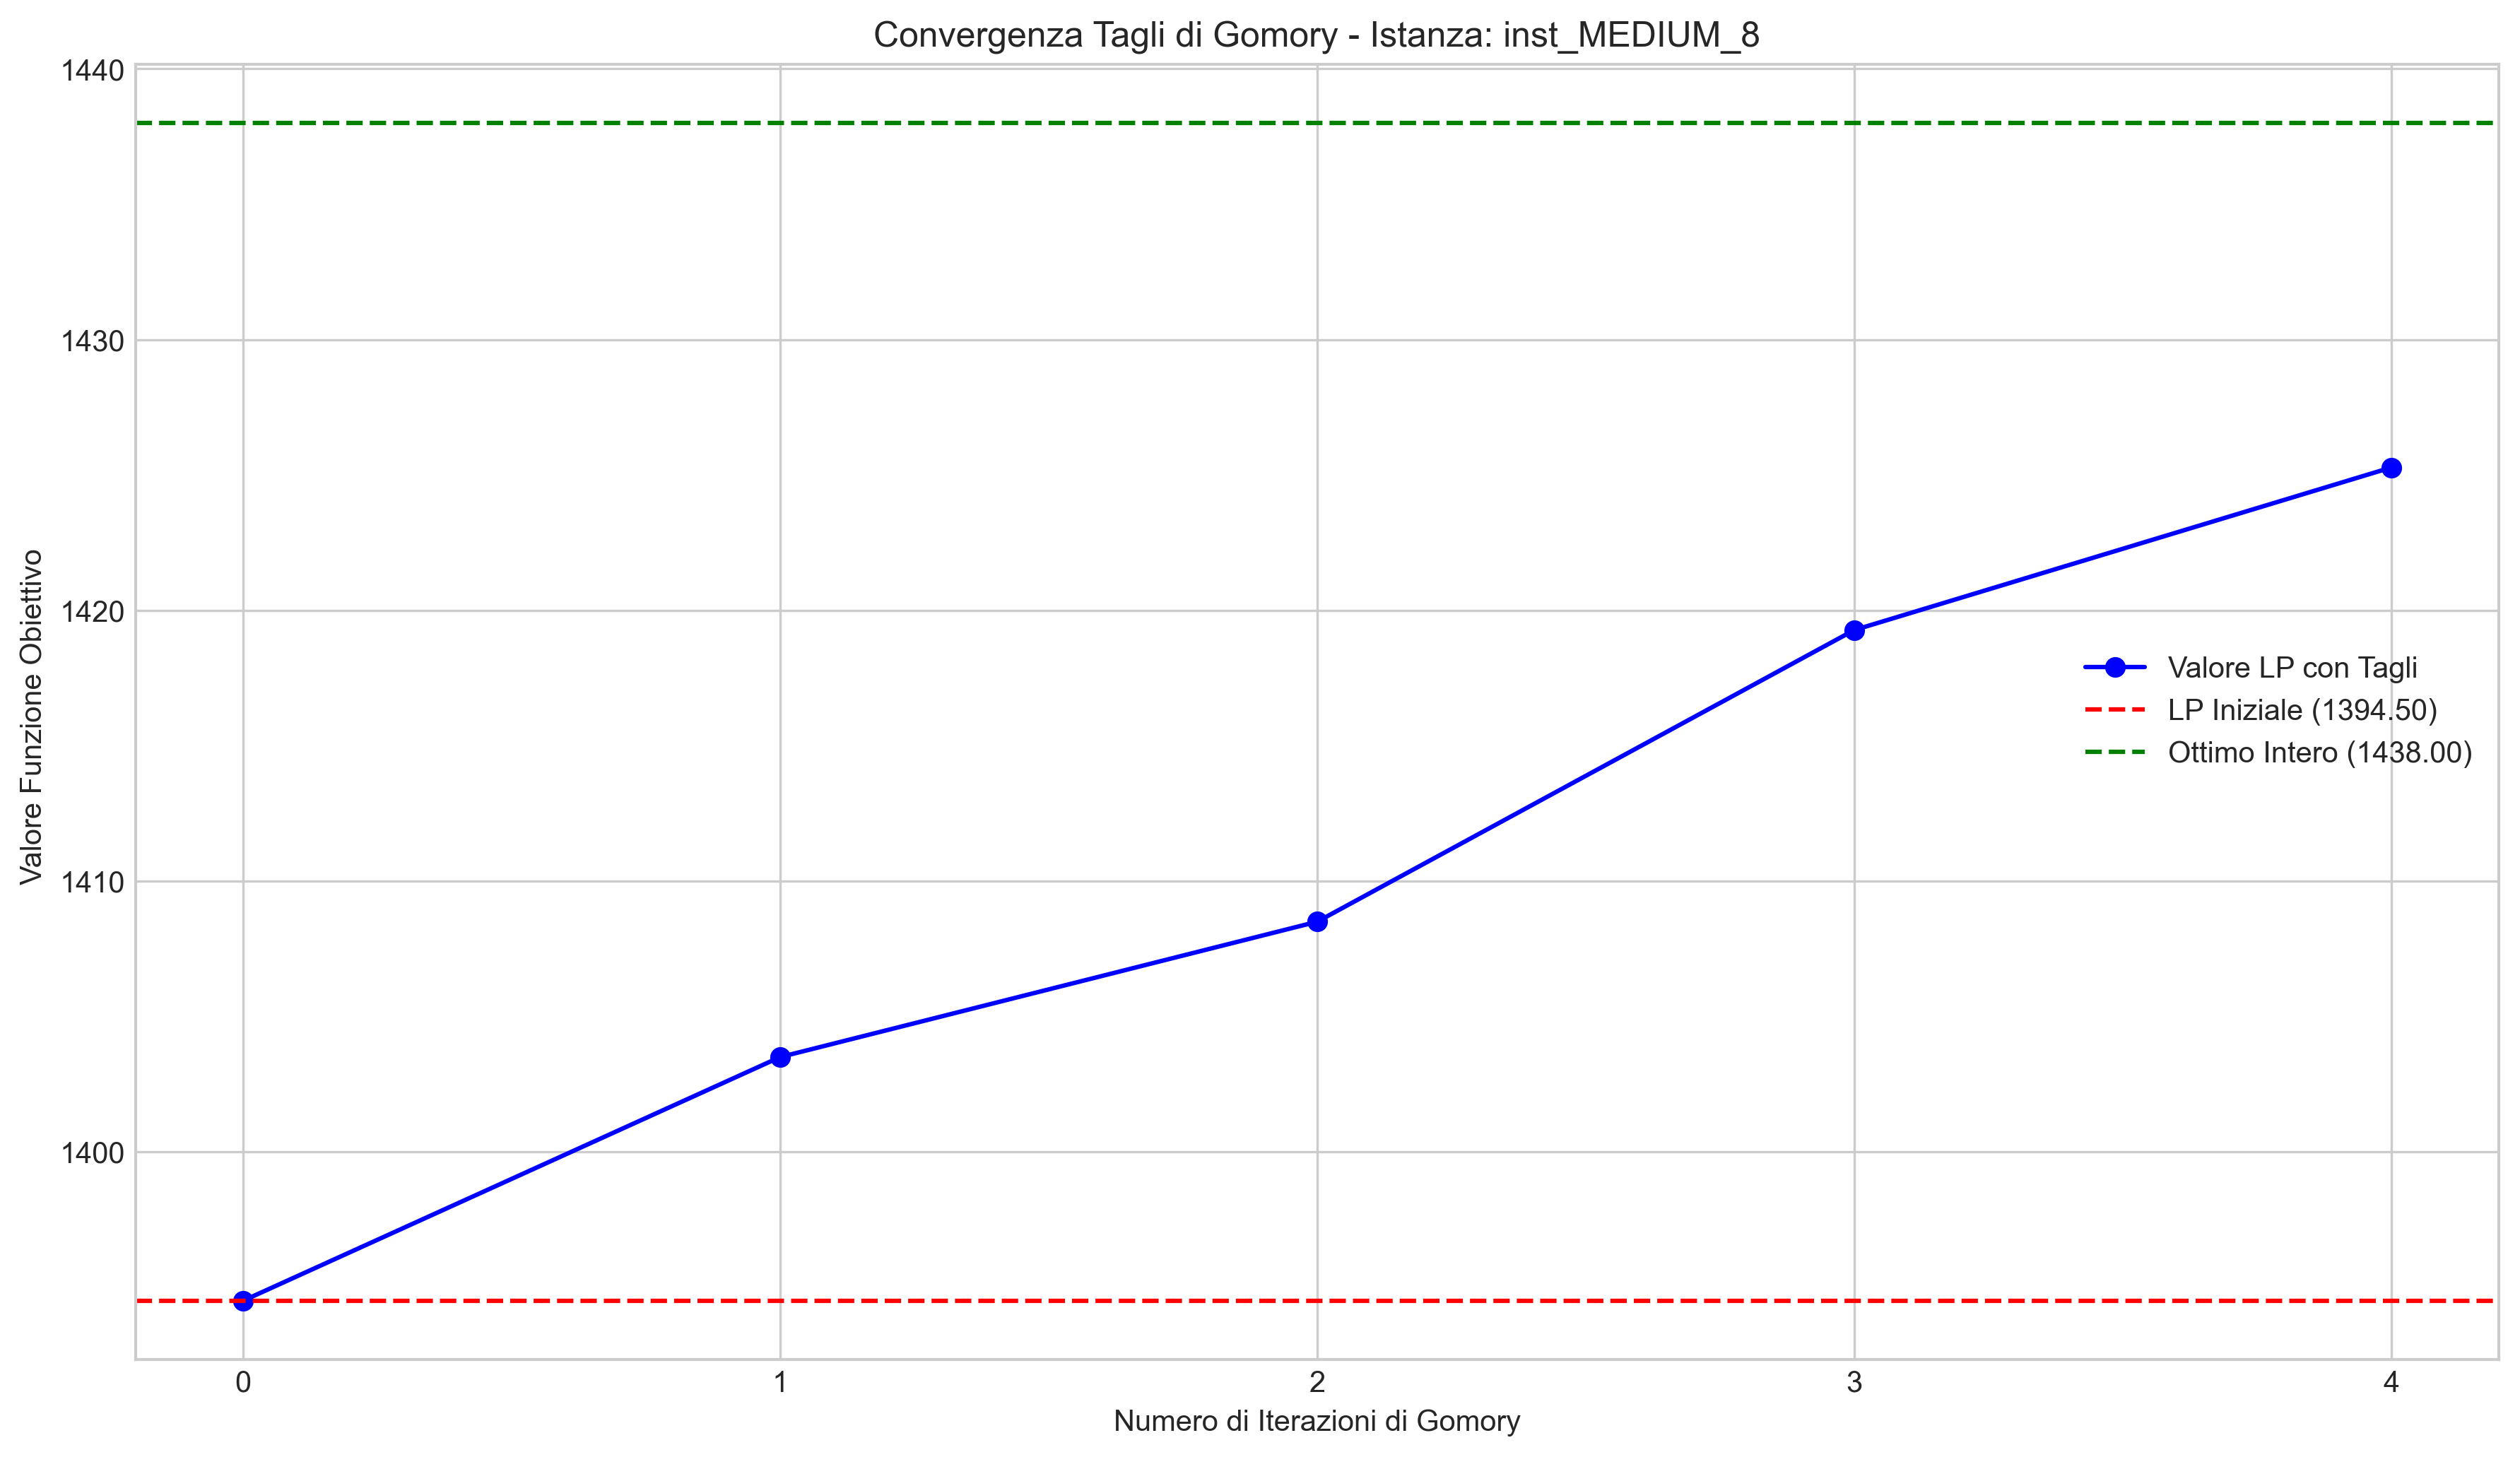 Convergenza Tagli di Gomory - Istanza: inst_MEDIUM_8
1440
1430
1420
1410
1400
Valore Funzione Obiettivo
Valore LP con Tagli
LP Iniziale (1394.50)
Ottimo Intero (1438.00)
0 1 2 3 4
Numero di Iterazioni di Gomory